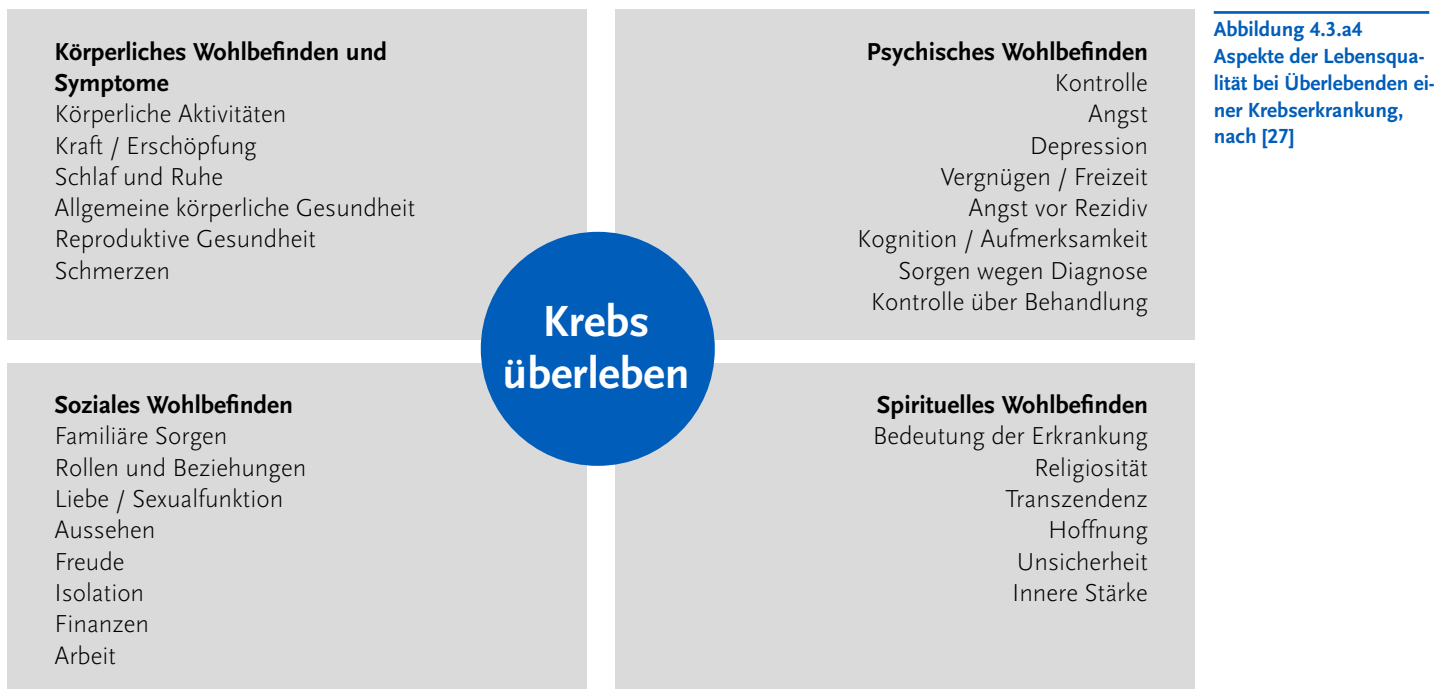 Körperliches Wohlbefinden und
Symptome
Körperliche Aktivitäten
Kraft / Erschöpfung
Schlaf und Ruhe
Allgemeine körperliche Gesundheit
Reproduktive Gesundheit
Schmerzen
Psychisches Wohlbefinden
Kontrolle
Angst
Depression
Vergnügen / Freizeit
Angst vor Rezidiv
Kognition / Aufmerksamkeit
Sorgen wegen Diagnose
Kontrolle über Behandlung
Krebs
überleben
Soziales Wohlbefinden
Familiäre Sorgen
Rollen und Beziehungen
Liebe / Sexualfunktion
Aussehen
Freude
Isolation
Finanzen
Arbeit
Spirituelles Wohlbefinden
Bedeutung der Erkrankung
Religiosität
Transzendenz
Hoffnung
Unsicherheit
Innere Stärke
Abbildung 4.3.a4
Aspekte der Lebensqua-
lität bei Überlebenden ei-
ner Krebserkrankung,
nach [27]